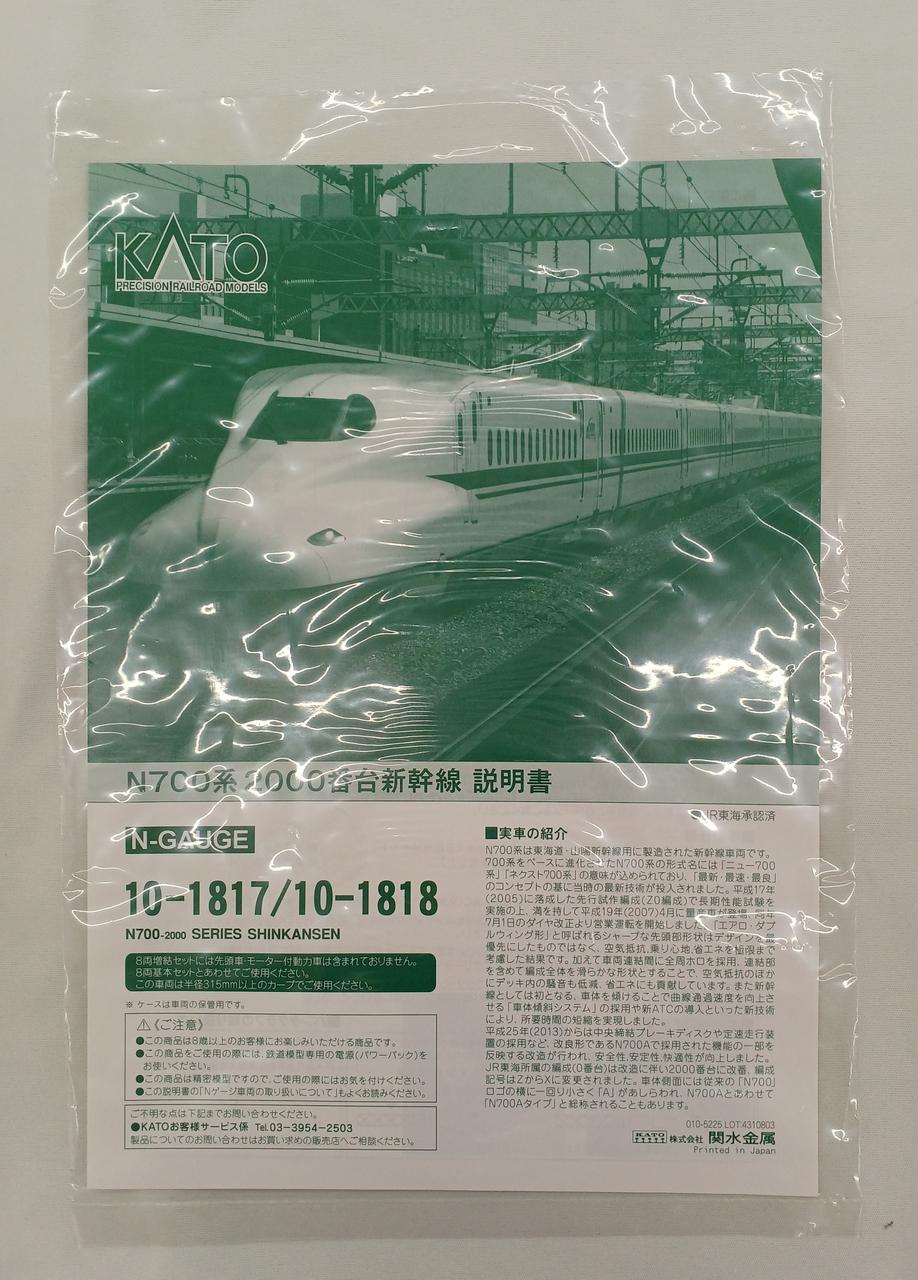 KATO
PRECISION RAILROAD MODELS
N700系2000番台新幹線 説明書
JR東海承認済
N-GAUGE
10-1817/10-1818
N700-2000 SERIES SHINKANSEN
8両増結セットには先頭車・モーター付動力車は含まれておりません。
8両基本セットとあわせてご使用ください。
この車両は半径315mm以上のカーブでご使用ください。
※ ケースは車両の保管用です。
⚠《ご注意》
●この商品は8歳以上のお客様にお楽しみいただける商品です。
●この商品をご使用の際には、鉄道模型専用の電源(パワーパック)を
お使いください。
●この商品は精密模型ですので、ご使用の際にはお気を付けください。
●この説明書の「Nゲージ車両の取り扱いについて」もよくお読みください。
ご不明な点は下記までお問い合わせください。
●KATOお客様サービス係 Tel.03-3954-2503
製品についてのお問い合わせはお買い求めの販売店へご相談ください。
■実車の紹介
N700系は東海道・山陽新幹線用に製造された新幹線車両です。
700系をベースに進化させたN700系の形式名には「ニュー700
系」「ネクスト700系」の意味が込められており、「最新・最速・最良」
のコンセプトの基に当時の最新技術が投入されました。平成17年
(2005)に落成した先行試作編成(Z0編成)で長期性能試験を
実施の上、満を持して平成19年(2007)4月に量産車が登場、同年
7月1日のダイヤ改正より営業運転を開始しました。「エアロ・ダブ
ルウィング形」と呼ばれるシャープな先頭部形状はデザインを最
優先にしたものではなく、空気抵抗、乗り心地、省エネを極限まで
考慮した結果です。加えて車両連結間に全周ホロを採用、連結部
を含めて編成全体を滑らかな形状とすることで、空気抵抗のほか
にデッキ内の騒音も低減、省エネにも貢献しています。また新幹
線としては初となる、車体を傾けることで曲線通過速度を向上さ
せる「車体傾斜システム」の採用や新ATCの導入といった新技術
により、所要時間の短縮を実現しました。
平成25年(2013)からは中央締結ブレーキディスクや定速走行装
置の採用など、改良形であるN700Aで採用された機能の一部を
反映する改造が行われ、安全性、安定性、快適性が向上しました。
JR東海所属の編成(0番台)は改造に伴い2000番台に改番、編成
記号はZからXに変更されました。車体側面には従来の「N700」
ロゴの横に一回り小さく「A」があしらわれ、N700Aとあわせて
「N700Aタイプ」と総称されることもあります。
010-5225 LOT:4310803
KATO 株式会社 関水金属
Printed in Japan